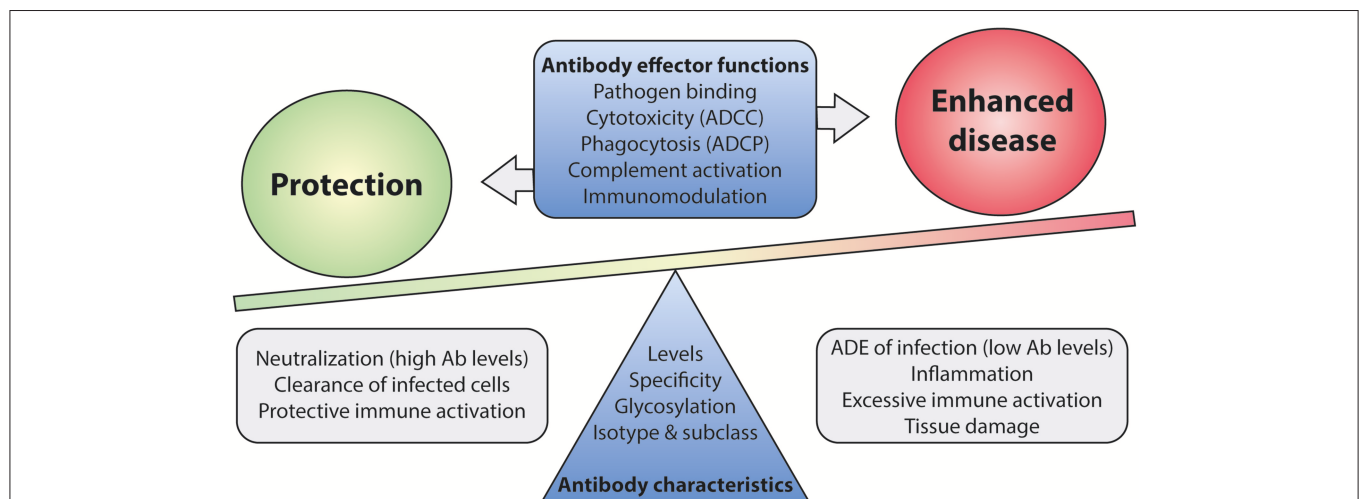 Antibody effector functions
Pathogen binding
Cytotoxicity (ADCC)
Phagocytosis (ADCP)
Complement activation
Immunomodulation
Enhanced
disease
Protection
Neutralization (high Ab levels)
Clearance of infected cells
Protective immune activation
Levels
Specificity
Glycosylation
Isotype & subclass
Antibody characteristics
ADE of infection (low Ab levels)
Inflammation
Excessive immune activation
Tissue damage